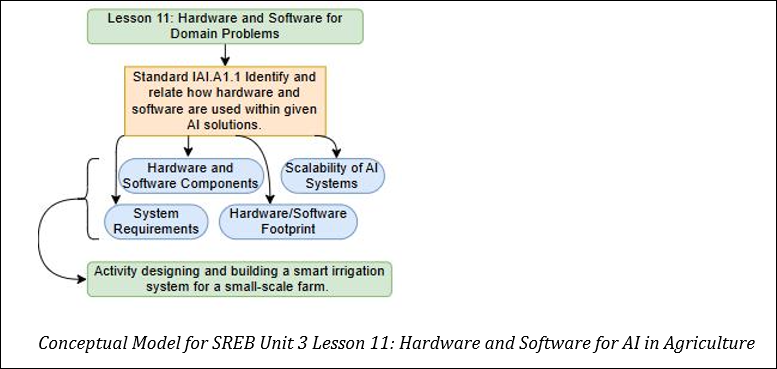 Lesson 11: Hardware and Software for
Domain Problems
Standard IAI.A1.1 Identify and
relate how hardware and
software are used within given
AI solutions.
Hardware and
Software Components
Scalability of AI
Systems
System
Requirements
Hardware/Software
Footprint
Activity designing and building a smart irrigation
system for a small-scale farm.
Conceptual Model for SREB Unit 3 Lesson 11: Hardware and Software for AI in Agriculture